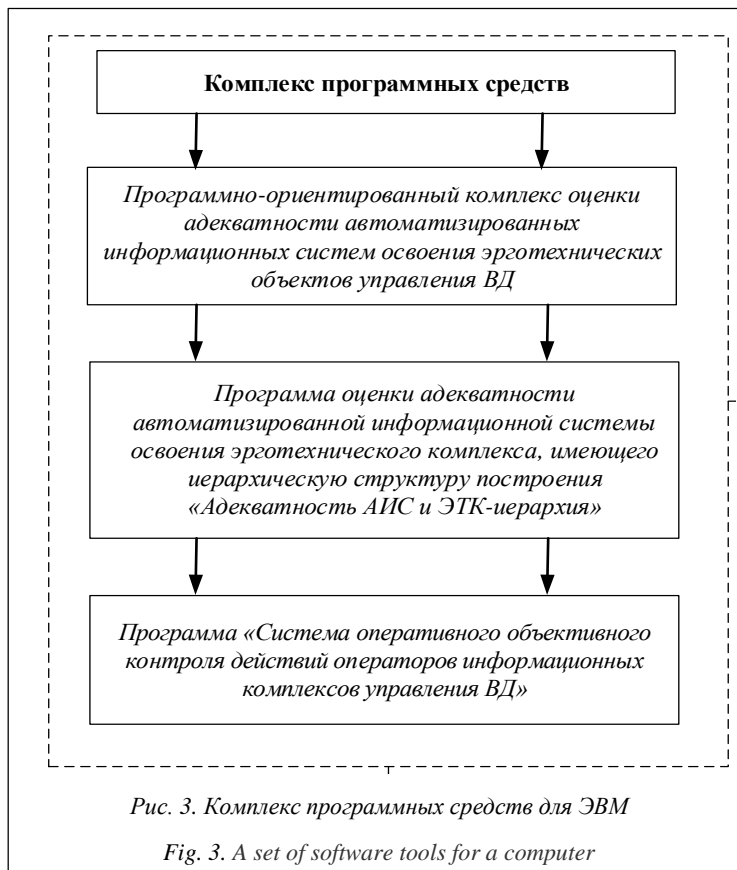 Комплекс программных средств
Программно-ориентированный комплекс оценки
адекватности автоматизированных
информационных систем освоения эрготехнических
объектов управления ВД
Программа оценки адекватности
автоматизированной информационной системы
освоения эрготехнического комплекса, имеющего
иерархическую структуру построения
«Адекватность АИС и ЭТК-иерархия»
Программа «Система оперативного объективного
контроля действий операторов информационных
комплексов управления ВД»
Рис. 3. Комплекс программных средств для ЭВМ
Fig. 3. A set of software tools for a computer